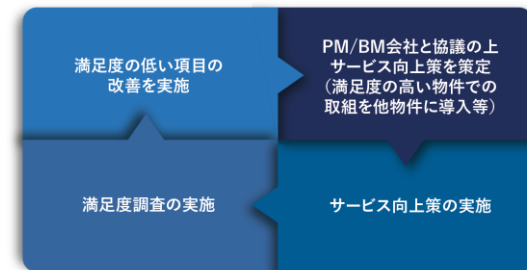 満足度の低い項目の
改善を実施
PM/BM会社と協議の上
サービス向上策を策定
(満足度の高い物件での
取組を他物件に導入等)
満足度調査の実施
サービス向上策の実施